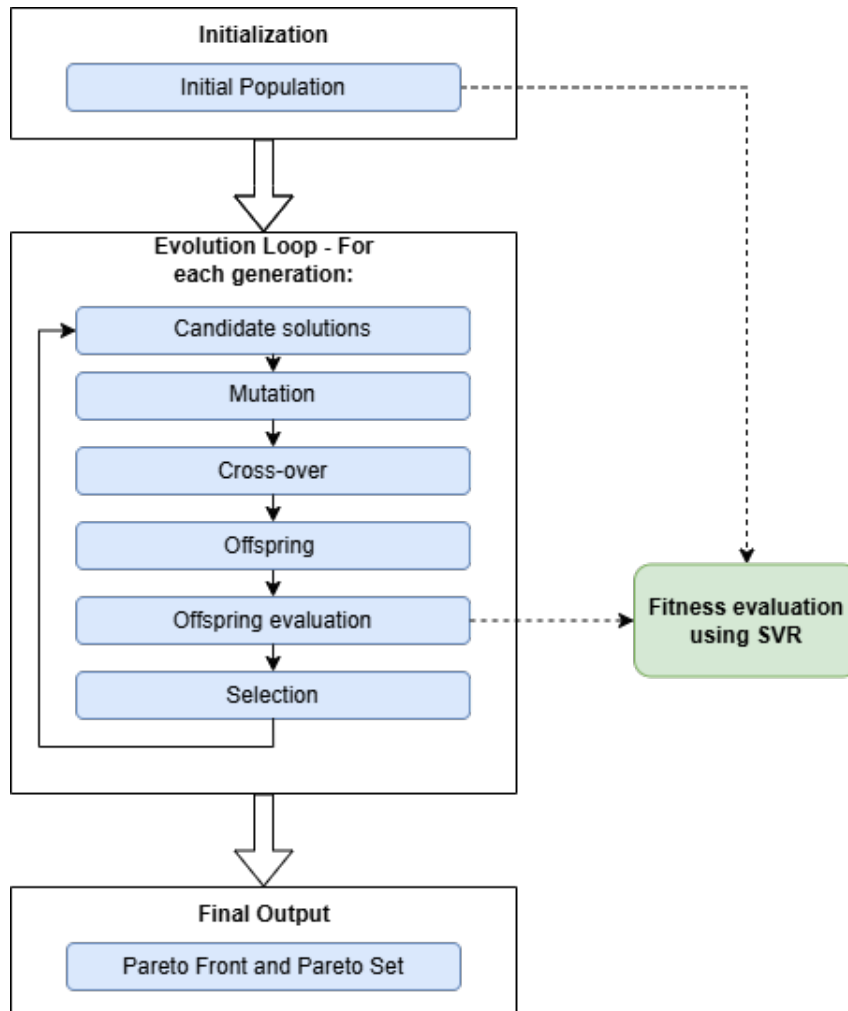 Initialization
Initial Population
Evolution Loop - For
each generation:
Candidate solutions
Mutation
Cross-over
Offspring
Offspring evaluation
Selection
Fitness evaluation
using SVR
Final Output
Pareto Front and Pareto Set